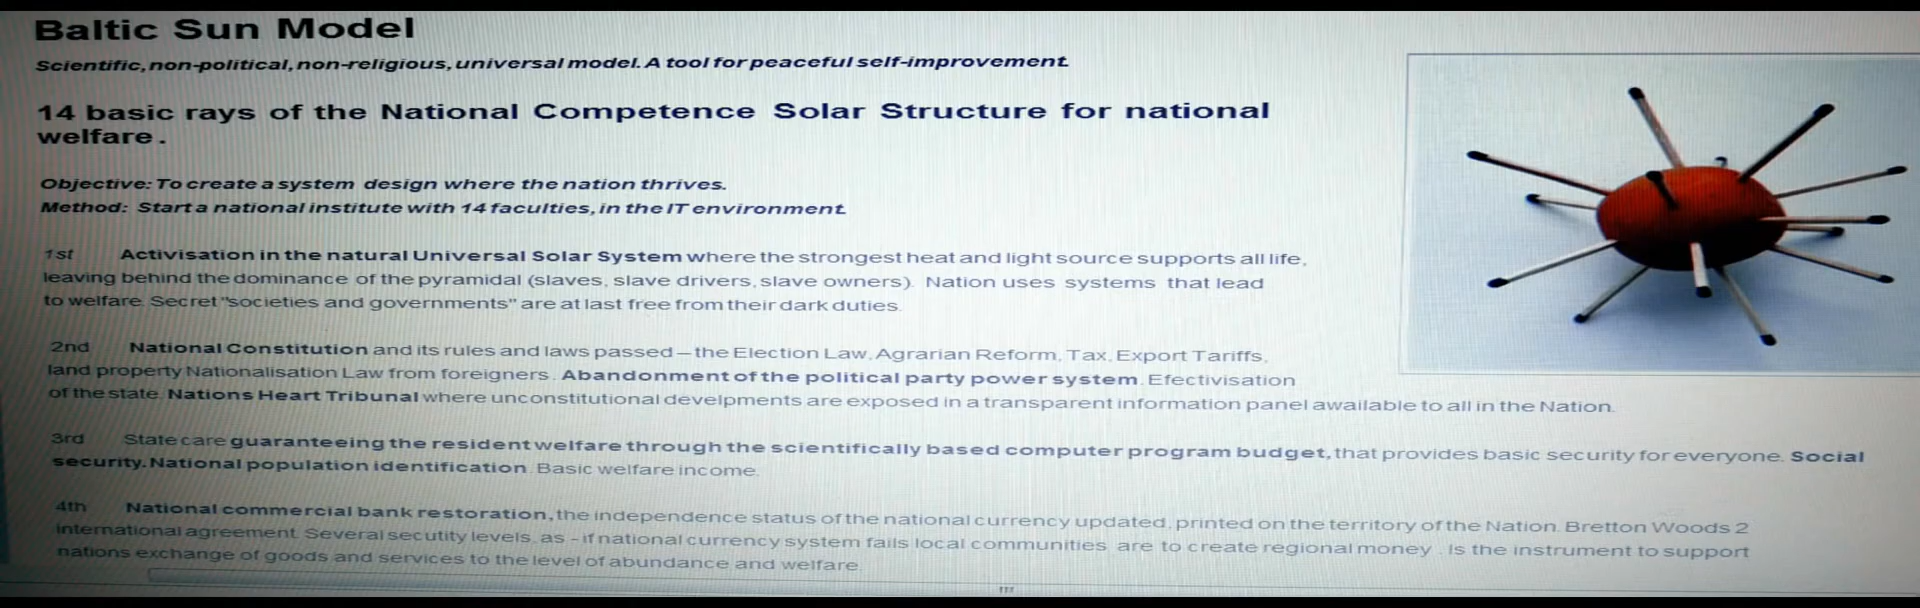 Baltic Sun Model
Scientific, non-political, non-religious, universal model. A tool for peaceful self-improvement.
14 basic rays of the National Competence Solar Structure for national
welfare.
Objective: To create a system design where the nation thrives.
Method: Start a national institute with 14 faculties, in the IT environment.
1st Activisation in the natural Universal Solar System where the strongest heat and light source supports all life,
leaving behind the dominance of the pyramidal (slaves, slave drivers, slave owners). Nation uses systems that lead
to welfare. Secret "societies and governments" are at last free from their dark duties.
2nd National Constitution and its rules and laws passed – the Election Law, Agrarian Reform, Tax, Export Tariffs,
land property Nationalisation Law from foreigners. Abandonment of the political party power system. Efectivisation
of the state. Nations Heart Tribunal where unconstitutional develpments are exposed in a transparent information panel awailable to all in the Nation.
3rd State care guaranteeing the resident welfare through the scientifically based computer program budget, that provides basic security for everyone. Social
security. National population identification. Basic welfare income.
4th National commercial bank restoration, the independence status of the national currency updated, printed on the territory of the Nation. Bretton Woods 2
international agreement. Several secutity levels, as - if national currency system fails local communities are to create regional money. Is the instrument to support
nations exchange of goods and services to the level of abundance and welfare.